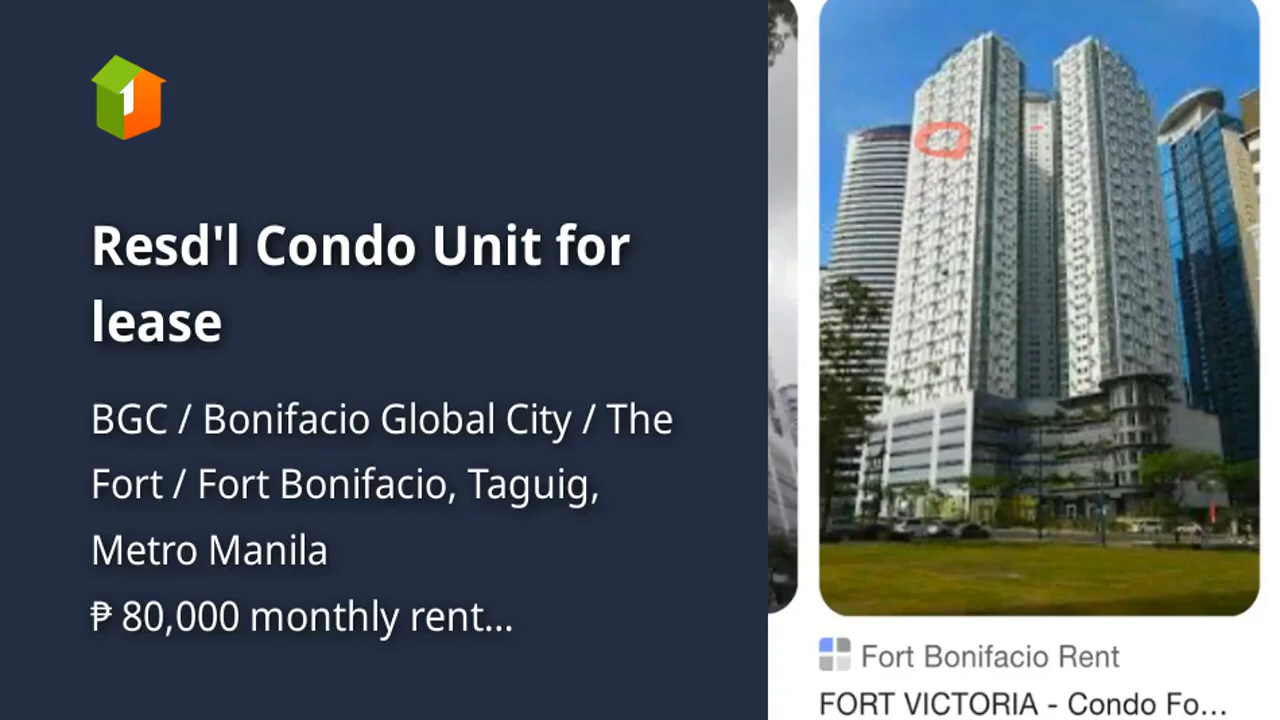 Resd'l Condo Unit for
lease
BGC / Bonifacio Global City / The
Fort / Fort Bonifacio, Taguig,
Metro Manila
₱ 80,000 monthly rent...
Fort Bonifacio Rent
FORT VICTORIA - Condo Fo...